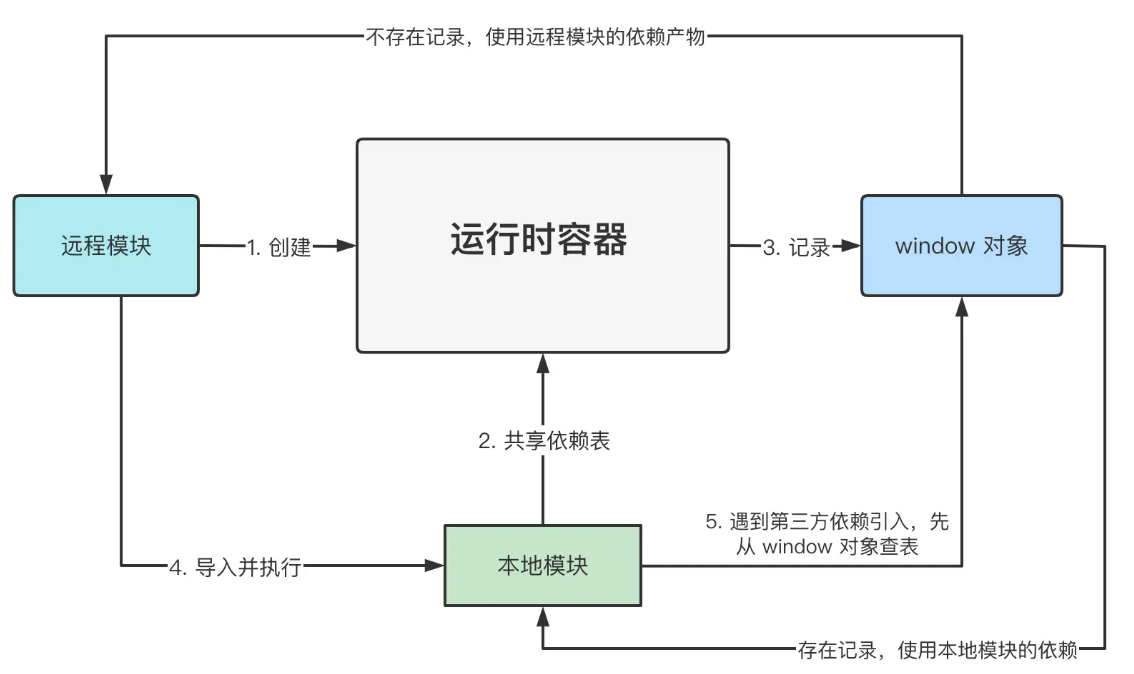 不存在记录，使用远程模块的依赖产物
远程模块
1. 创建
运行时容器
3. 记录
window 对象
2. 共享依赖表
5. 遇到第三方依赖引入，先
从 window 对象查表
4. 导入并执行
本地模块
存在记录，使用本地模块的依赖